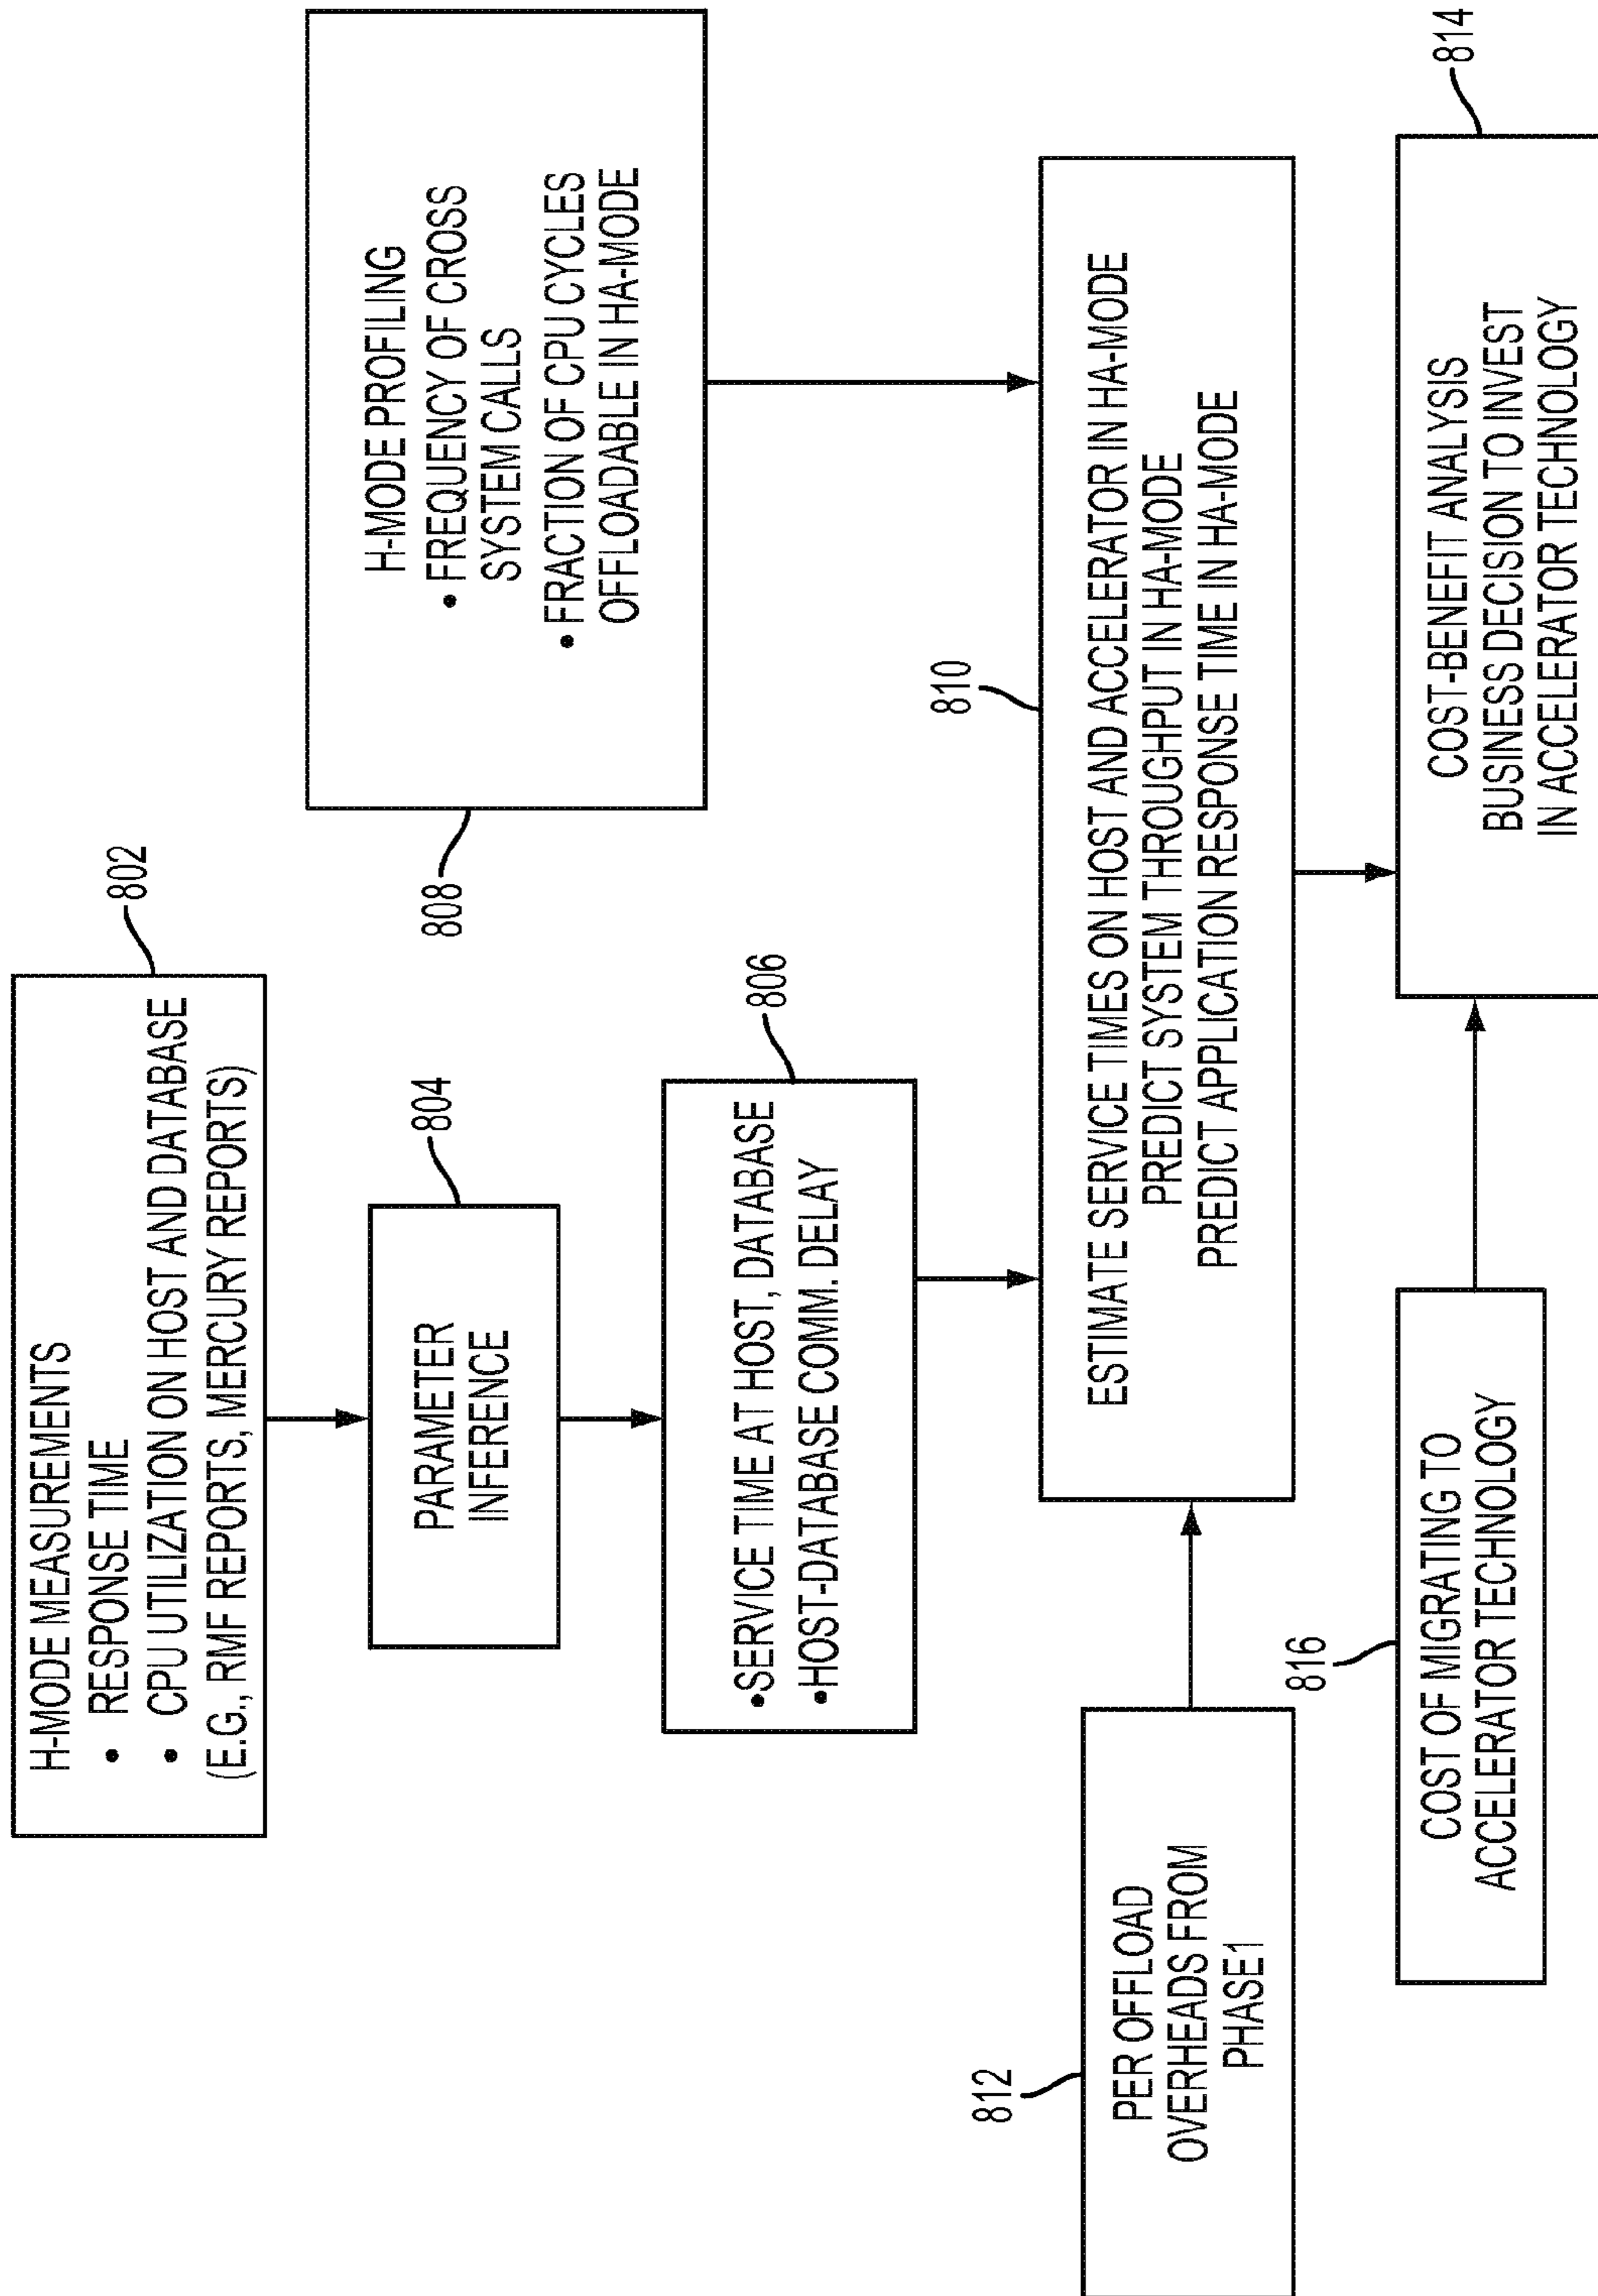 H-MODE MEASUREMENTS
• RESPONSE TIME
• CPU UTILIZATION ON HOST AND DATABASE
(E.G., RMF REPORTS, MERCURY REPORTS)
802
PARAMETER
INFERENCE
804
•SERVICE TIME AT HOST, DATABASE
•HOST-DATABASE COMM. DELAY
806
H-MODE PROFILING
• FREQUENCY OF CROSS
SYSTEM CALLS
• FRACTION OF CPU CYCLES
OFFLOADABLE IN HA-MODE
808
810
ESTIMATE SERVICE TIMES ON HOST AND ACCELERATOR IN HA-MODE
PREDICT SYSTEM THROUGHPUT IN HA-MODE
PREDICT APPLICATION RESPONSE TIME IN HA-MODE
812
PER OFFLOAD
OVERHEADS FROM
PHASE1
816
COST OF MIGRATING TO
ACCELERATOR TECHNOLOGY
COST-BENEFIT ANALYSIS
BUSINESS DECISION TO INVEST
IN ACCELERATOR TECHNOLOGY
814